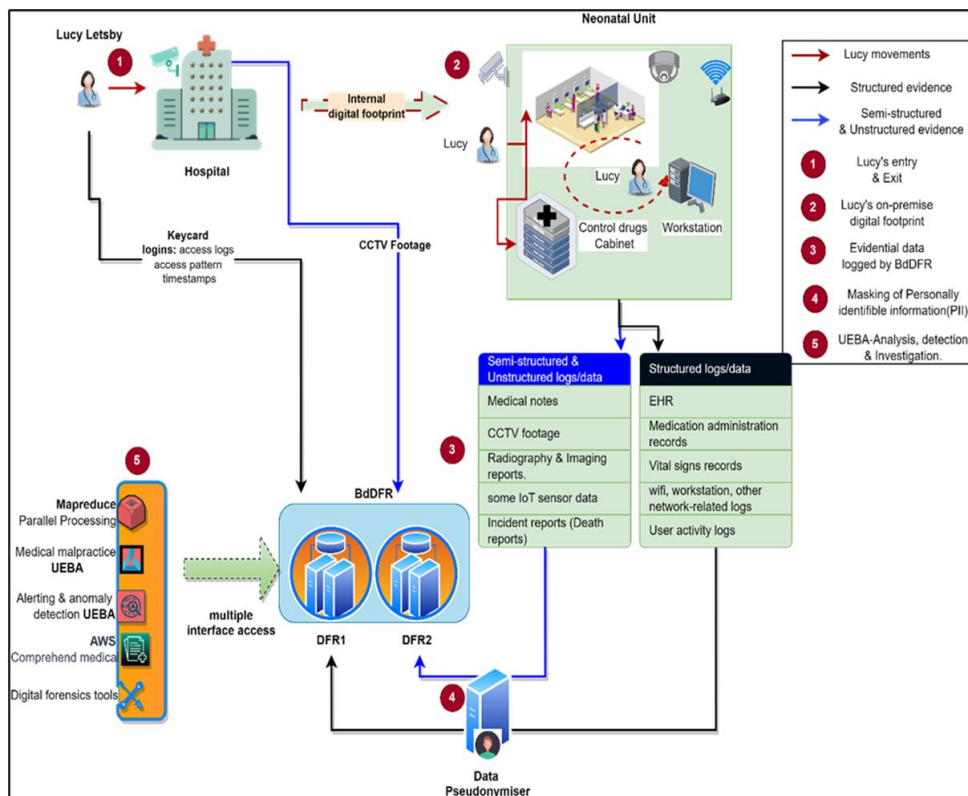 Neonatal Unit
Lucy Letsby
1
Hospital
Internal
digital footprint
2
Lucy
Lucy
Control drugs
Cabinet
Workstation
Lucy movements
Structured evidence
Semi-structured
& Unstructured evidence
1
Lucy's entry
& Exit
2
Lucy's on-premise
digital footprint
3
Evidential data
logged by BdDFR
4
Masking of Personally
identifible information(PII)
5
UEBA-Analysis, detection
& Investigation.
Keycard
logins: access logs
access pattern
timestamps
CCTV Footage
Semi-structured &
Unstructured logs/data
Medical notes
CCTV footage
Radiography & Imaging
reports.
some IoT sensor data
Incident reports (Death
reports)
Structured logs/data
EHR
Medication administration
records
Vital signs records
wifi, workstation, other
network-related logs
User activity logs
3
5
Mapreduce
Parallel Processing
Medical malpractice
UEBA
Alerting & anomaly
detection UEBA
AWS
Comprehend medica
Digital forensics tools
multiple
interface access
BdDFR
DFR1
DFR2
4
Data
Pseudonymiser